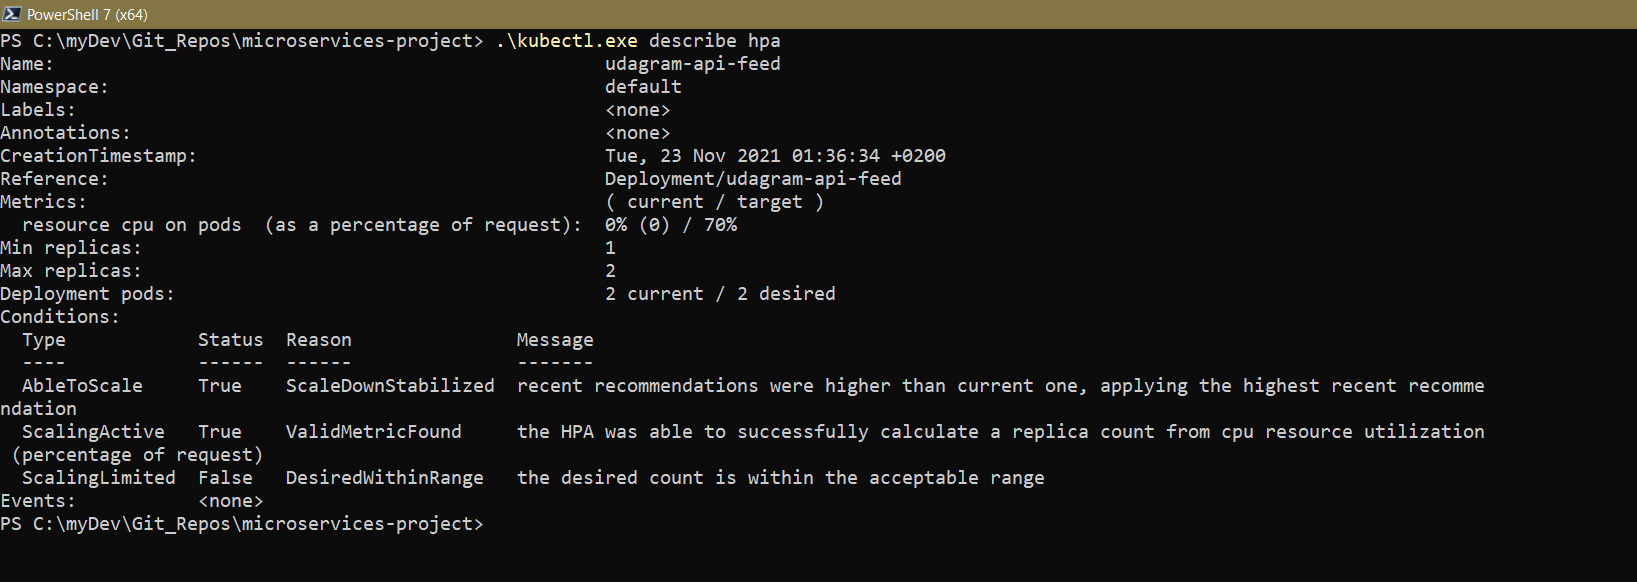 PowerShell 7 (x64)
PS C:\myDev\Git_Repos\microservices-project> .\kubectl.exe describe hpa
Name:                                                  udagram-api-feed
Namespace:                                             default
Labels:                                                <none>
Annotations:                                           <none>
CreationTimestamp:                                     Tue, 23 Nov 2021 01:36:34 +0200
Reference:                                             Deployment/udagram-api-feed
Metrics:                                               ( current / target )
  resource cpu on pods  (as a percentage of request):  0% (0) / 70%
Min replicas:                                          1
Max replicas:                                          2
Deployment pods:                                       2 current / 2 desired
Conditions:
  Type            Status  Reason               Message
  ----            ------  ------               -------
  AbleToScale     True    ScaleDownStabilized  recent recommendations were higher than current one, applying the highest recent recomme
ndation
  ScalingActive   True    ValidMetricFound     the HPA was able to successfully calculate a replica count from cpu resource utilization
 (percentage of request)
  ScalingLimited  False   DesiredWithinRange   the desired count is within the acceptable range
Events:           <none>
PS C:\myDev\Git_Repos\microservices-project>